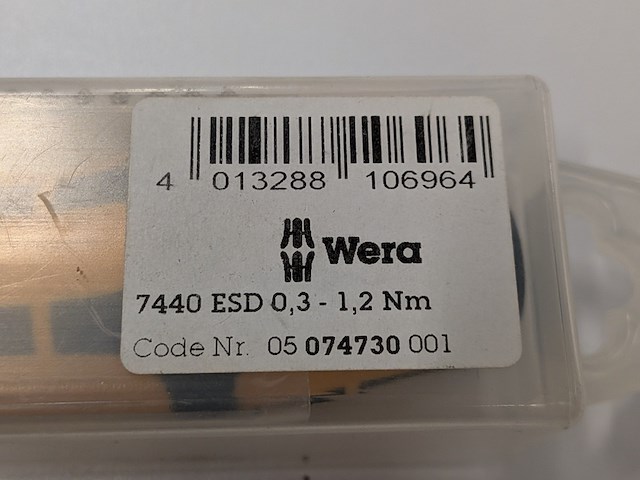 4 013288 106964
Wera
7440 ESD 0,3 - 1,2 Nm
Code Nr. 05 074730 001